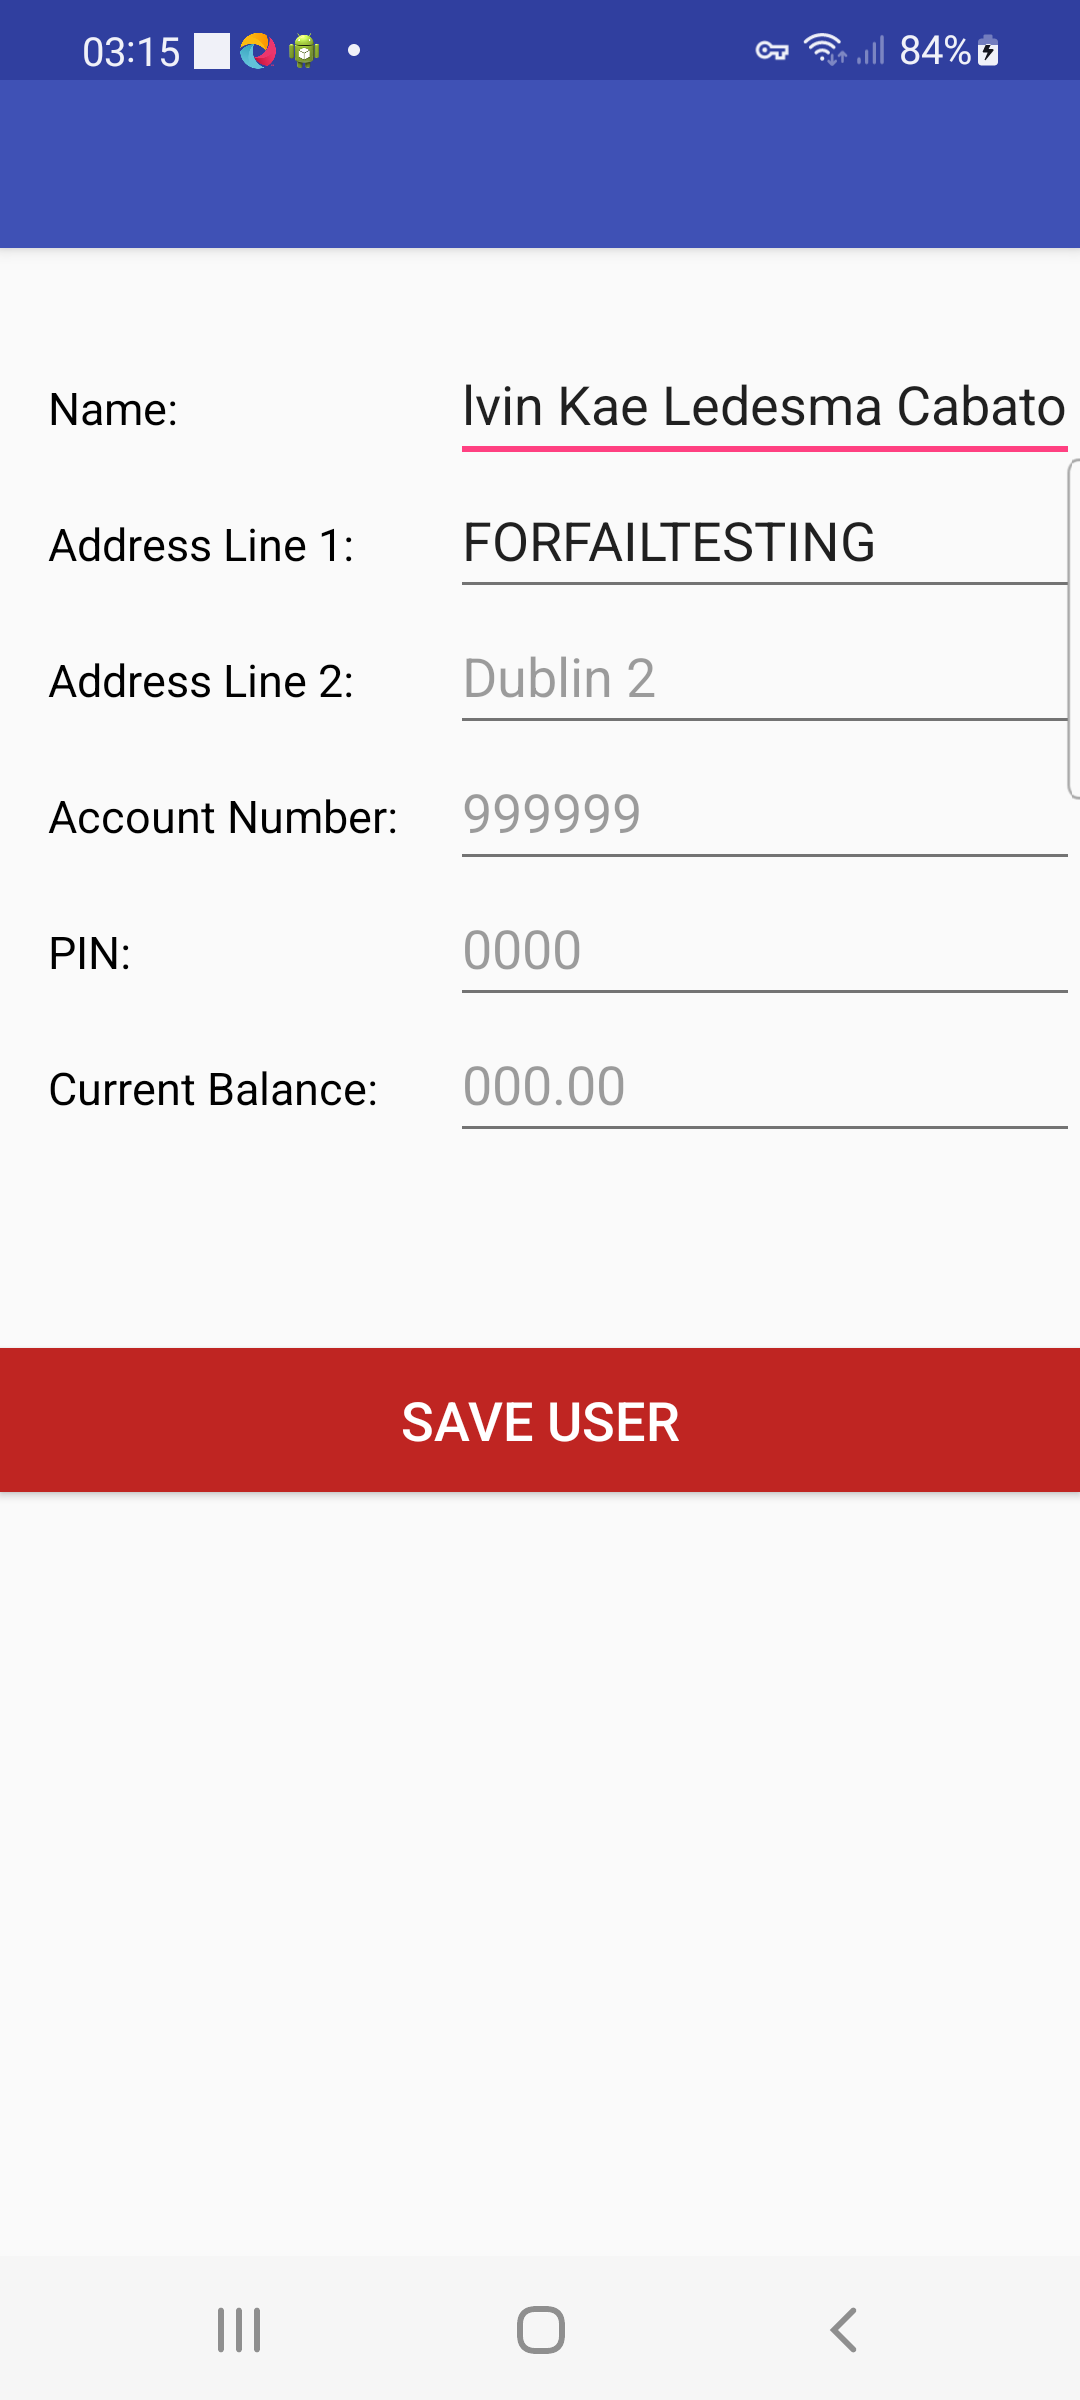 03:15 84%
Name: lvin Kae Ledesma Cabato
Address Line 1: FORFAILTESTING
Address Line 2: Dublin 2
Account Number: 999999
PIN: 0000
Current Balance: 000.00
SAVE USER